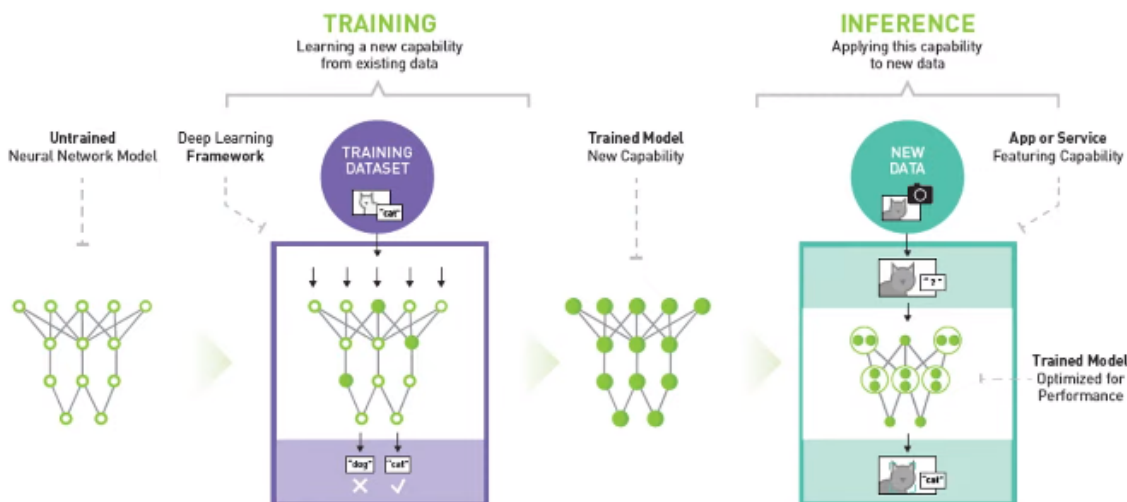 TRAINING
Learning a new capability
from existing data
INFERENCE
Applying this capability
to new data
Untrained
Neural Network Model
Deep Learning
Framework
TRAINING
DATASET
"cat"
Trained Model
New Capability
NEW
DATA
App or Service
Featuring Capability
"?"
Trained Model
Optimized for
Performance
"dog"
"cat"
"cat"